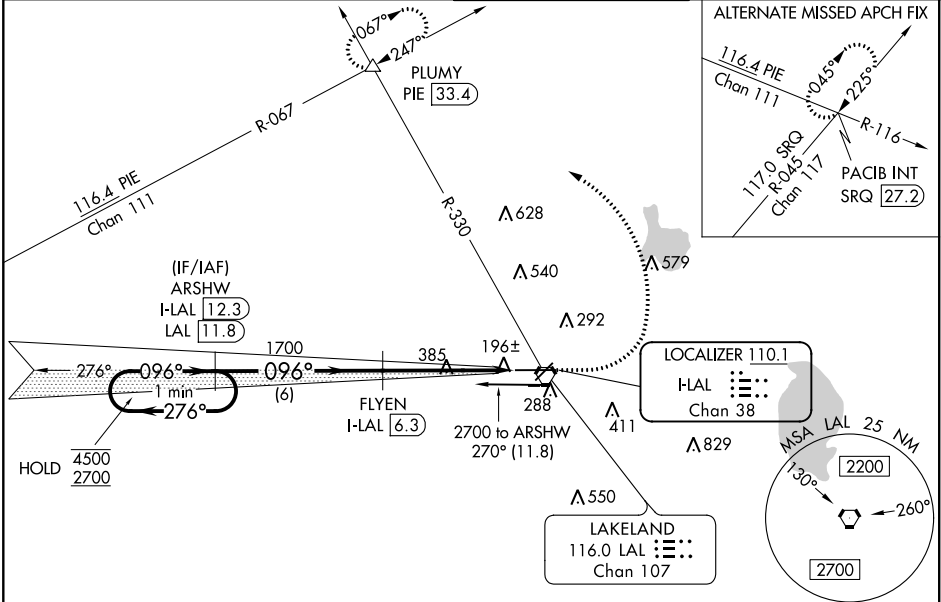 067°
247°
PLUMY
PIE 33.4
R-067
116.4 PIE
Chan 111
R-330
ALTERNATE MISSED APCH FIX
116.4 PIE
Chan 111
045°
225°
R-116
117.0 SRQ
R-045
Chan 117
PACIB INT
SRQ 27.2
628
540
579
292
(IF/IAF)
ARSHW
I-LAL 12.3
LAL 11.8
1700
385
196±
276°
096°
096°
1 min
(6)
276°
FLYEN
I-LAL 6.3
288
2700 to ARSHW
270° (11.8)
HOLD 4500
2700
LOCALIZER 110.1
I-LAL
Chan 38
411
829
550
LAKELAND
116.0 LAL
Chan 107
MSA LAL 25 NM
130°
2200
260°
2700